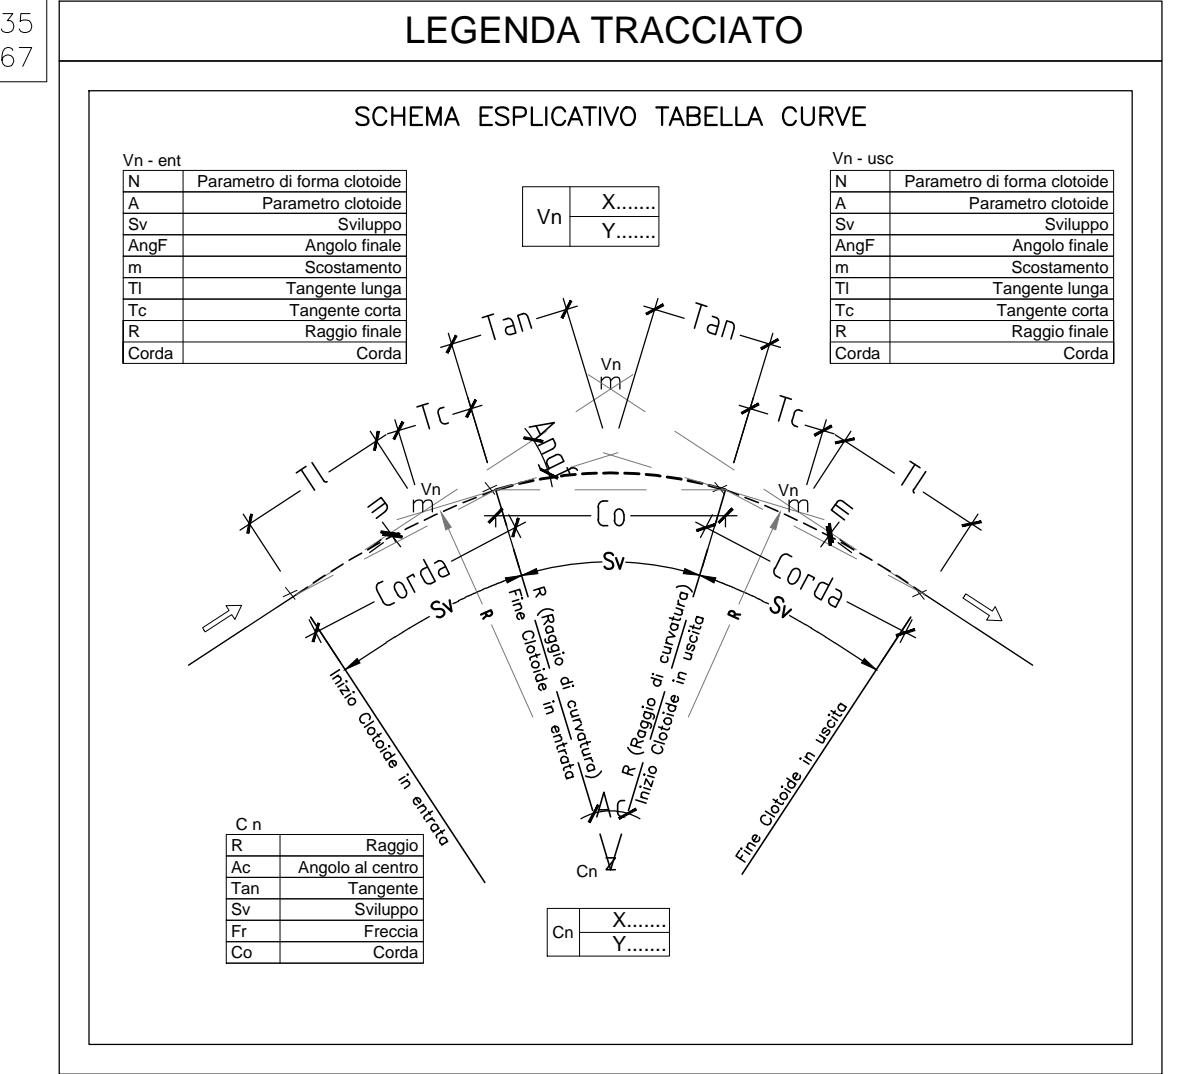 35
67
LEGENDA TRACCIATO
SCHEMA ESPLICATIVO TABELLA CURVE
Vn - ent
N Parametro di forma clotoide
A Parametro clotoide
Sv Sviluppo
AngF Angolo finale
m Scostamento
Tl Tangente lunga
Tc Tangente corta
R Raggio finale
Corda Corda
Vn X.......
Y.......
Vn - usc
N Parametro di forma clotoide
A Parametro clotoide
Sv Sviluppo
AngF Angolo finale
m Scostamento
Tl Tangente lunga
Tc Tangente corta
R Raggio finale
Corda Corda
Tan
Tan
Vn
m
Tc
Tc
AngF
Tl
Tl
Vn
m
Vn
m
m
m
Co
Corda
Corda
Sv
Sv
Sv
R
R
R (Raggio di curvatura)
Fine Clotoide in entrata
R (Raggio di curvatura)
Inizio Clotoide in uscita
Inizio Clotoide in entrata
Fine Clotoide in uscita
Ac
Cn
C n
R Raggio
Ac Angolo al centro
Tan Tangente
Sv Sviluppo
Fr Freccia
Co Corda
Cn X.......
Y.......